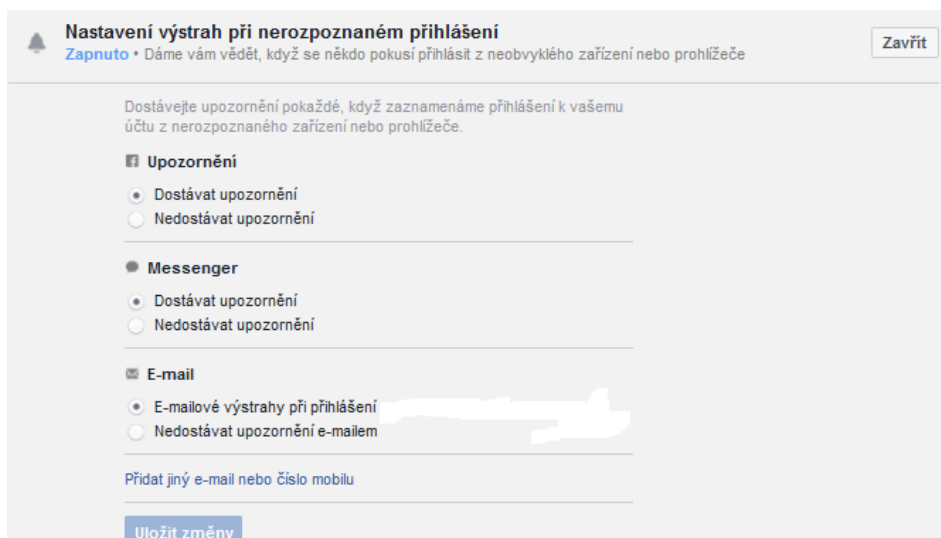 Nastavení výstrah při nerozpoznaném přihlášení
Zapnuto • Dáme vám vědět, když se někdo pokusí přihlásit z neobvyklého zařízení nebo prohlížeče
Zavřít
Dostávejte upozornění pokaždé, když zaznamenáme přihlášení k vašemu
účtu z nerozpoznaného zařízení nebo prohlížeče.
Upozornění
Dostávat upozornění
Nedostávat upozornění
Messenger
Dostávat upozornění
Nedostávat upozornění
E-mail
E-mailové výstrahy při přihlášení
Nedostávat upozornění e-mailem
Přidat jiný e-mail nebo číslo mobilu
Uložit změny